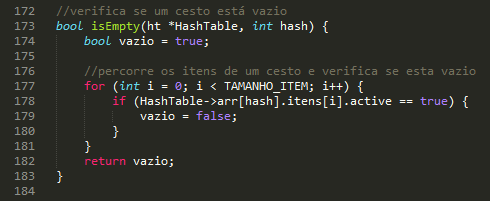 172 //verifica se um cesto está vazio
173 bool isEmpty(ht *HashTable, int hash) {
174     bool vazio = true;
175
176     //percorre os itens de um cesto e verifica se esta vazio
177     for (int i = 0; i < TAMANHO_ITEM; i++) {
178         if (HashTable->arr[hash].itens[i].active == true) {
179             vazio = false;
180         }
181     }
182     return vazio;
183 }
184